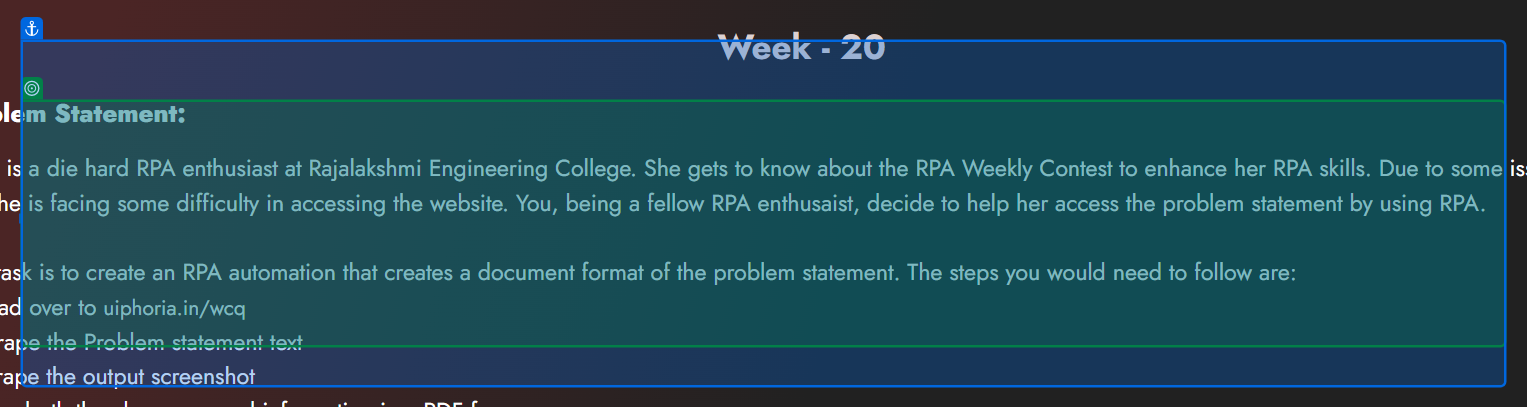 Week - 20
blem Statement:
is a die hard RPA enthusiast at Rajalakshmi Engineering College. She gets to know about the RPA Weekly Contest to enhance her RPA skills. Due to some iss
he is facing some difficulty in accessing the website. You, being a fellow RPA enthusaist, decide to help her access the problem statement by using RPA.
task is to create an RPA automation that creates a document format of the problem statement. The steps you would need to follow are:
ad over to uiphoria.in/wcq
rape the Problem statement text
rape the output screenshot